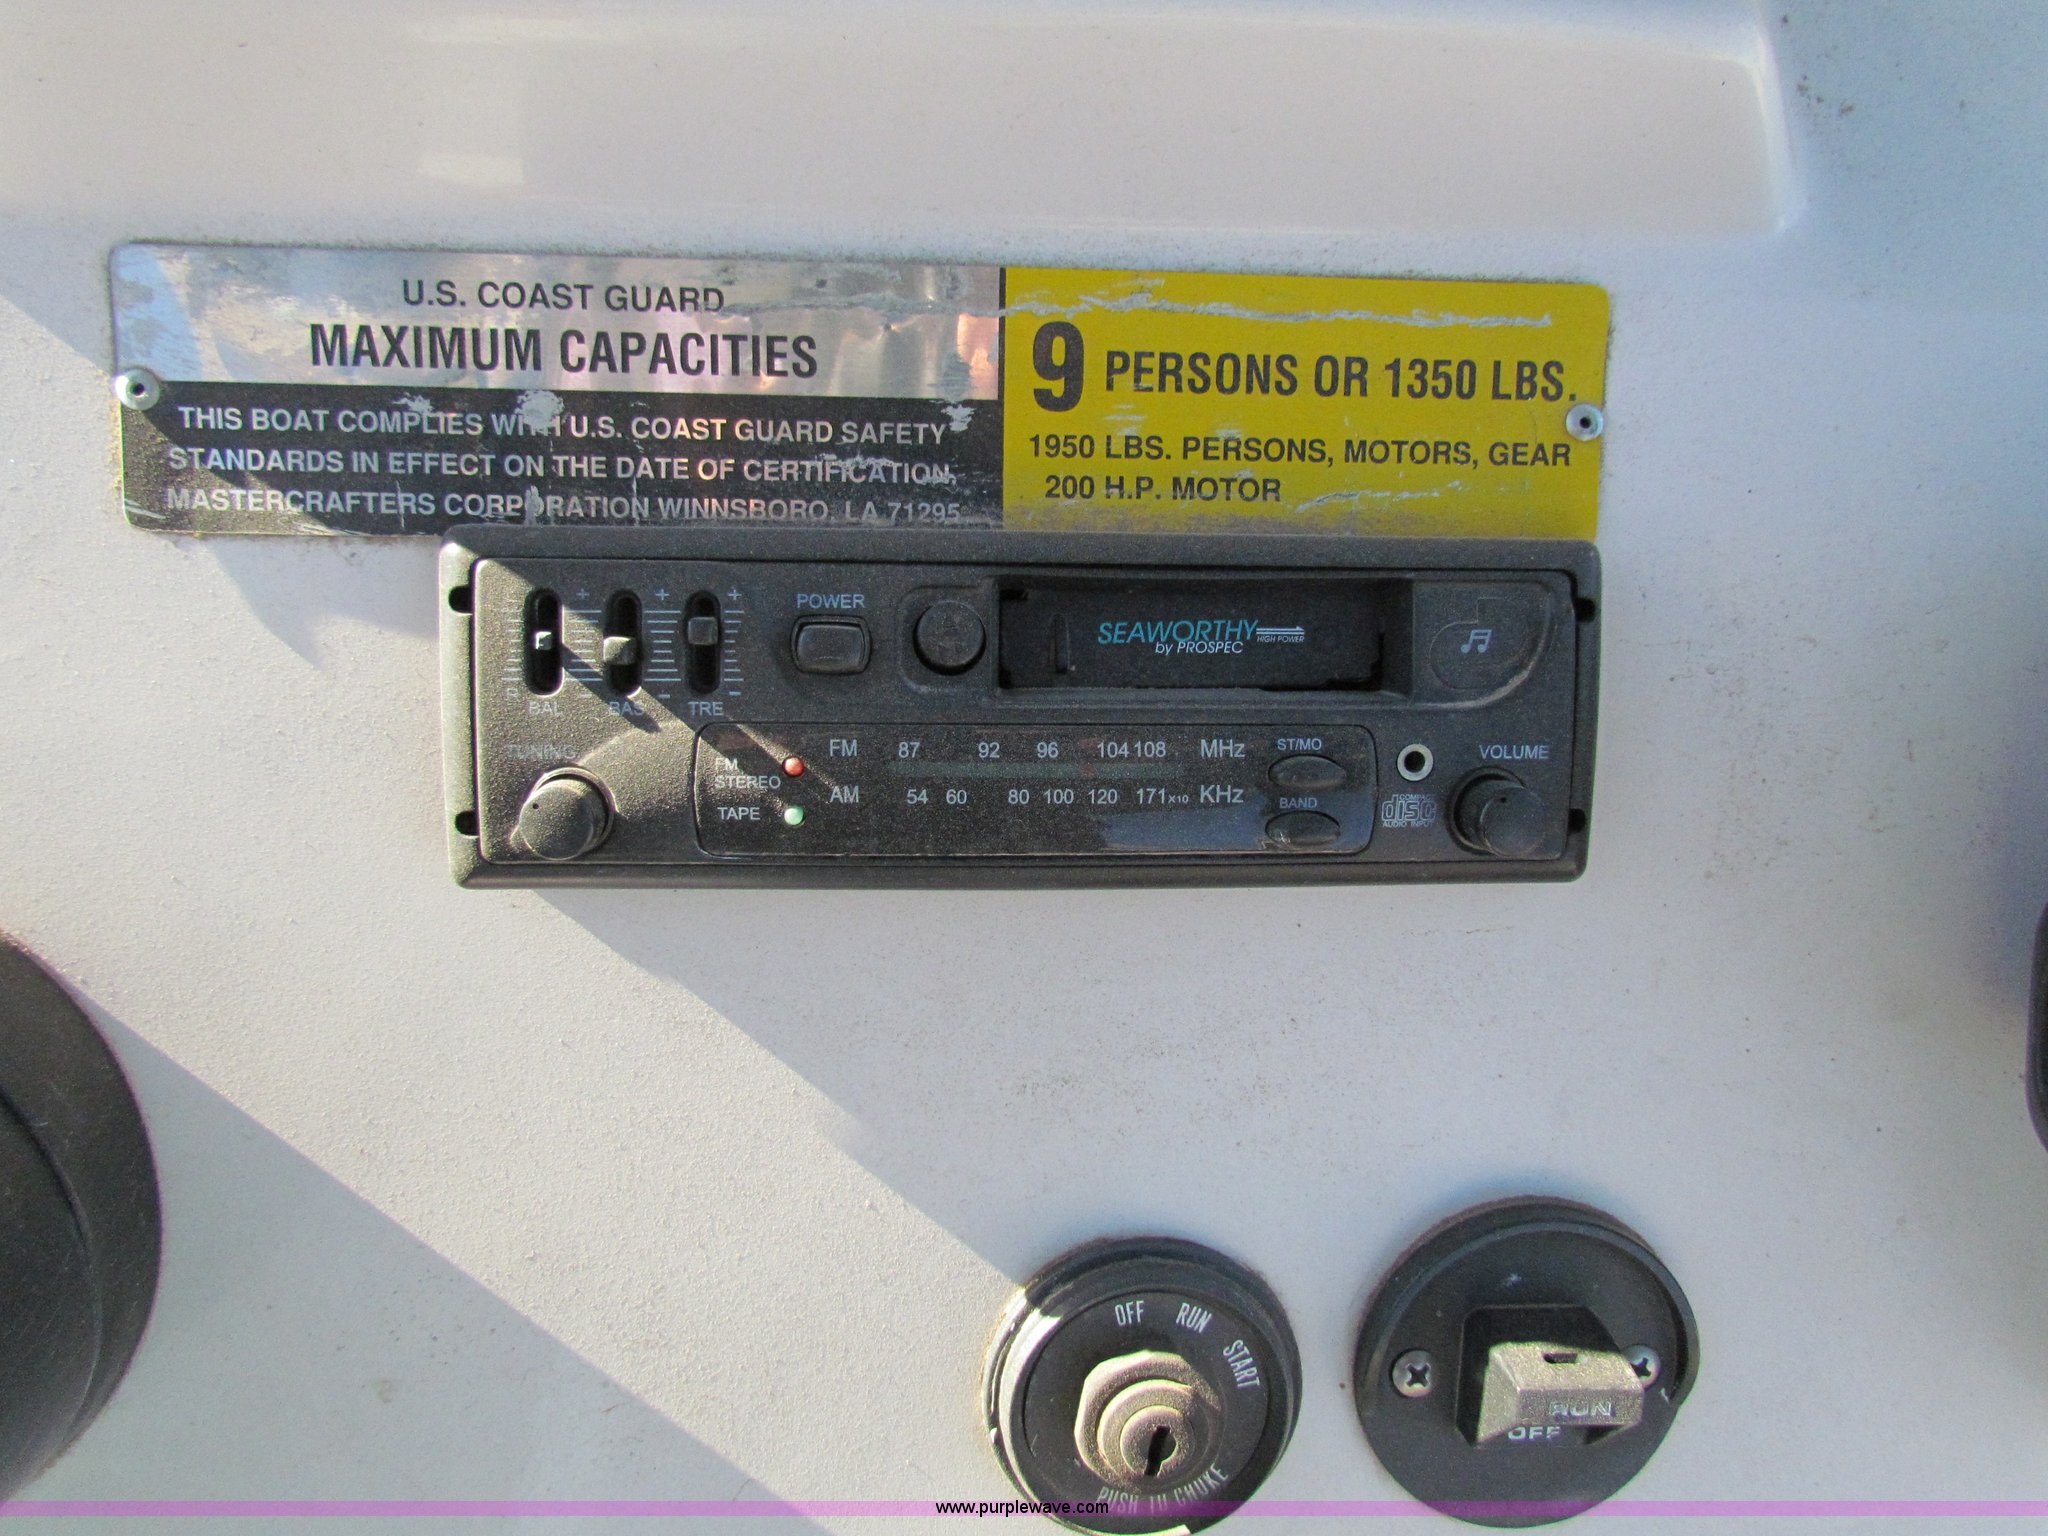 U.S. COAST GUARD
MAXIMUM CAPACITIES
THIS BOAT COMPLIES WITH U.S. COAST GUARD SAFETY
STANDARDS IN EFFECT ON THE DATE OF CERTIFICATION.
MASTERCRAFTERS CORPORATION WINNSBORO, LA 71295
9 PERSONS OR 1350 LBS.
1950 LBS. PERSONS, MOTORS, GEAR
200 H.P. MOTOR
+ + +
- -
BAL BAS TRE
POWER
SEAWORTHY
HIGH POWER
by PROSPEC
TUNING
FM
STEREO
TAPE
FM 87 92 96 104 108 MHz
AM 54 60 80 100 120 171x10 KHz
ST/MO
BAND
COMPACT
disc
AUDIO INPUT
VOLUME
OFF RUN START
PUSH TO CHOKE
RUN
OFF
www.purplewave.com